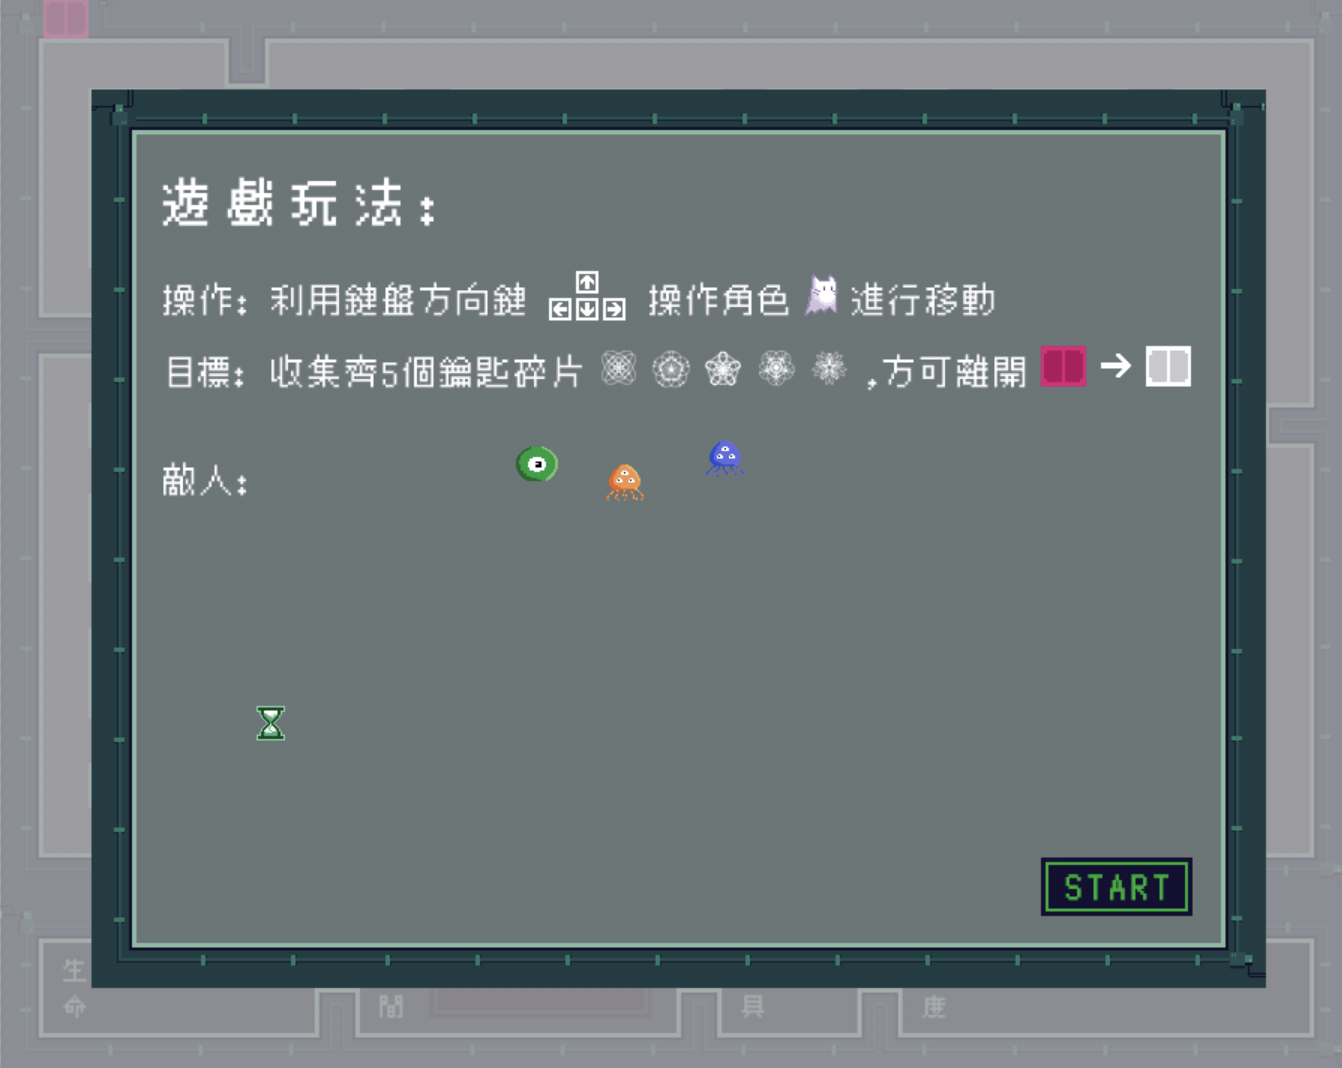 遊戲玩法:
操作: 利用鍵盤方向鍵 操作角色 進行移動
目標: 收集齊5個鑰匙碎片 ,方可離開 →
敵人:
START
生 間 具 度
命